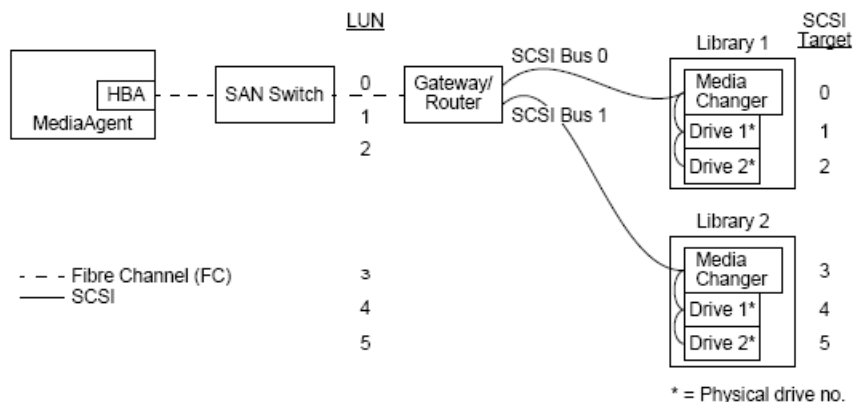 LUN
SCSI
Target
SCSI Bus 0
Library 1
HBA
MediaAgent
SAN Switch
0
1
2
Gateway/
Router
SCSI Bus 1
Media
Changer
Drive 1*
Drive 2*
0
1
2
Library 2
Media
Changer
Drive 1*
Drive 2*
3
4
5
Fibre Channel (FC)
SCSI
3
4
5
* = Physical drive no.